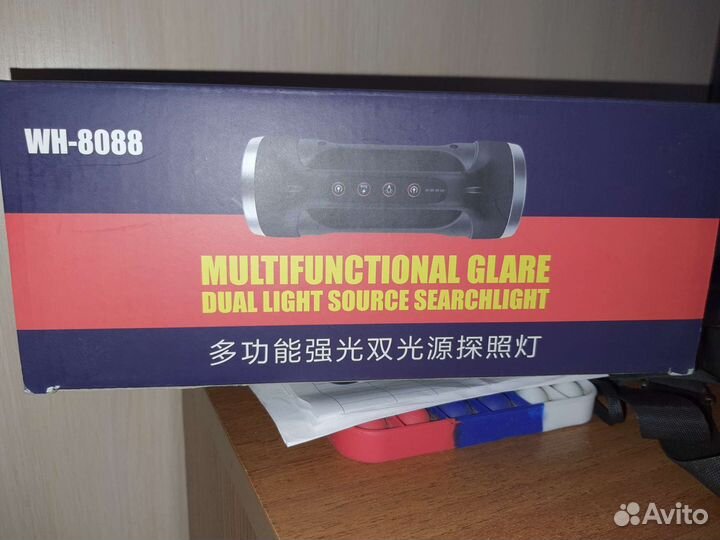 WH-8088
MULTIFUNCTIONAL GLARE
DUAL LIGHT SOURCE SEARCHLIGHT
多功能强光双光源探照灯
Avito